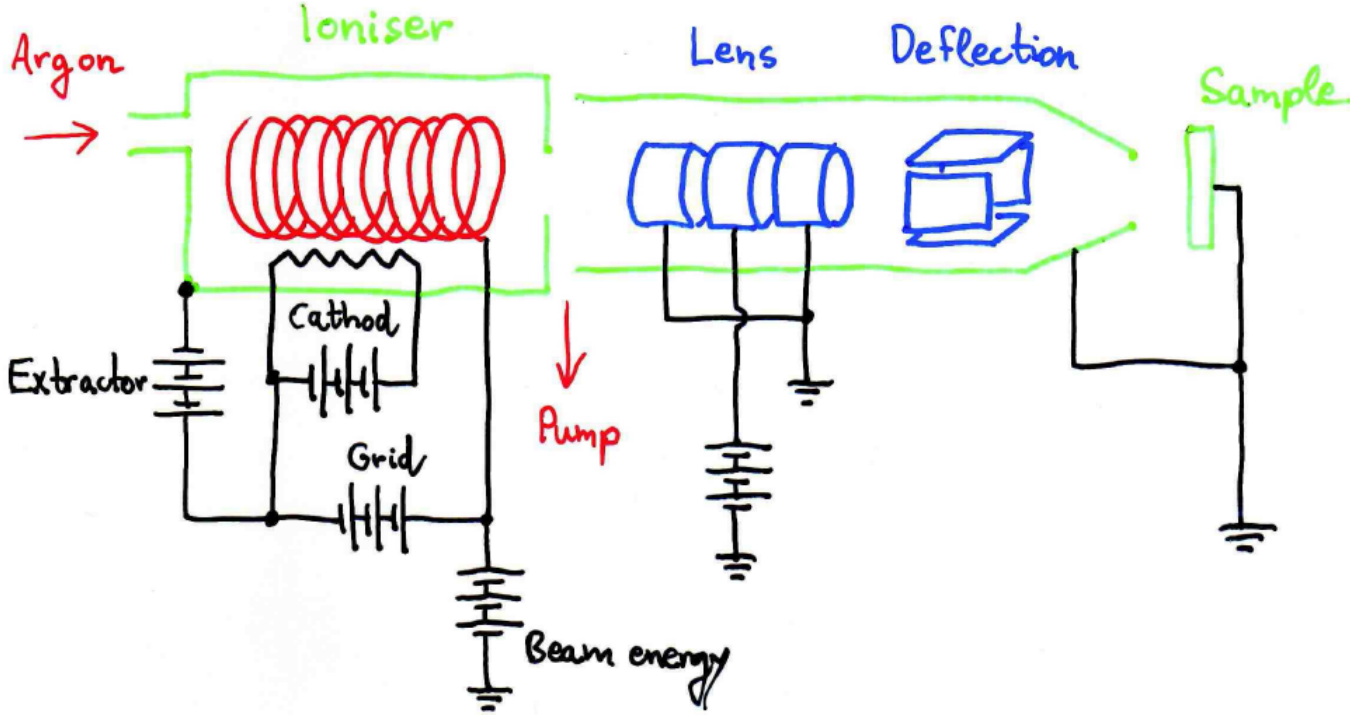 Ioniser
Argon
Lens
Deflection
Sample
Cathod
Extractor
Pump
Grid
Beam energy